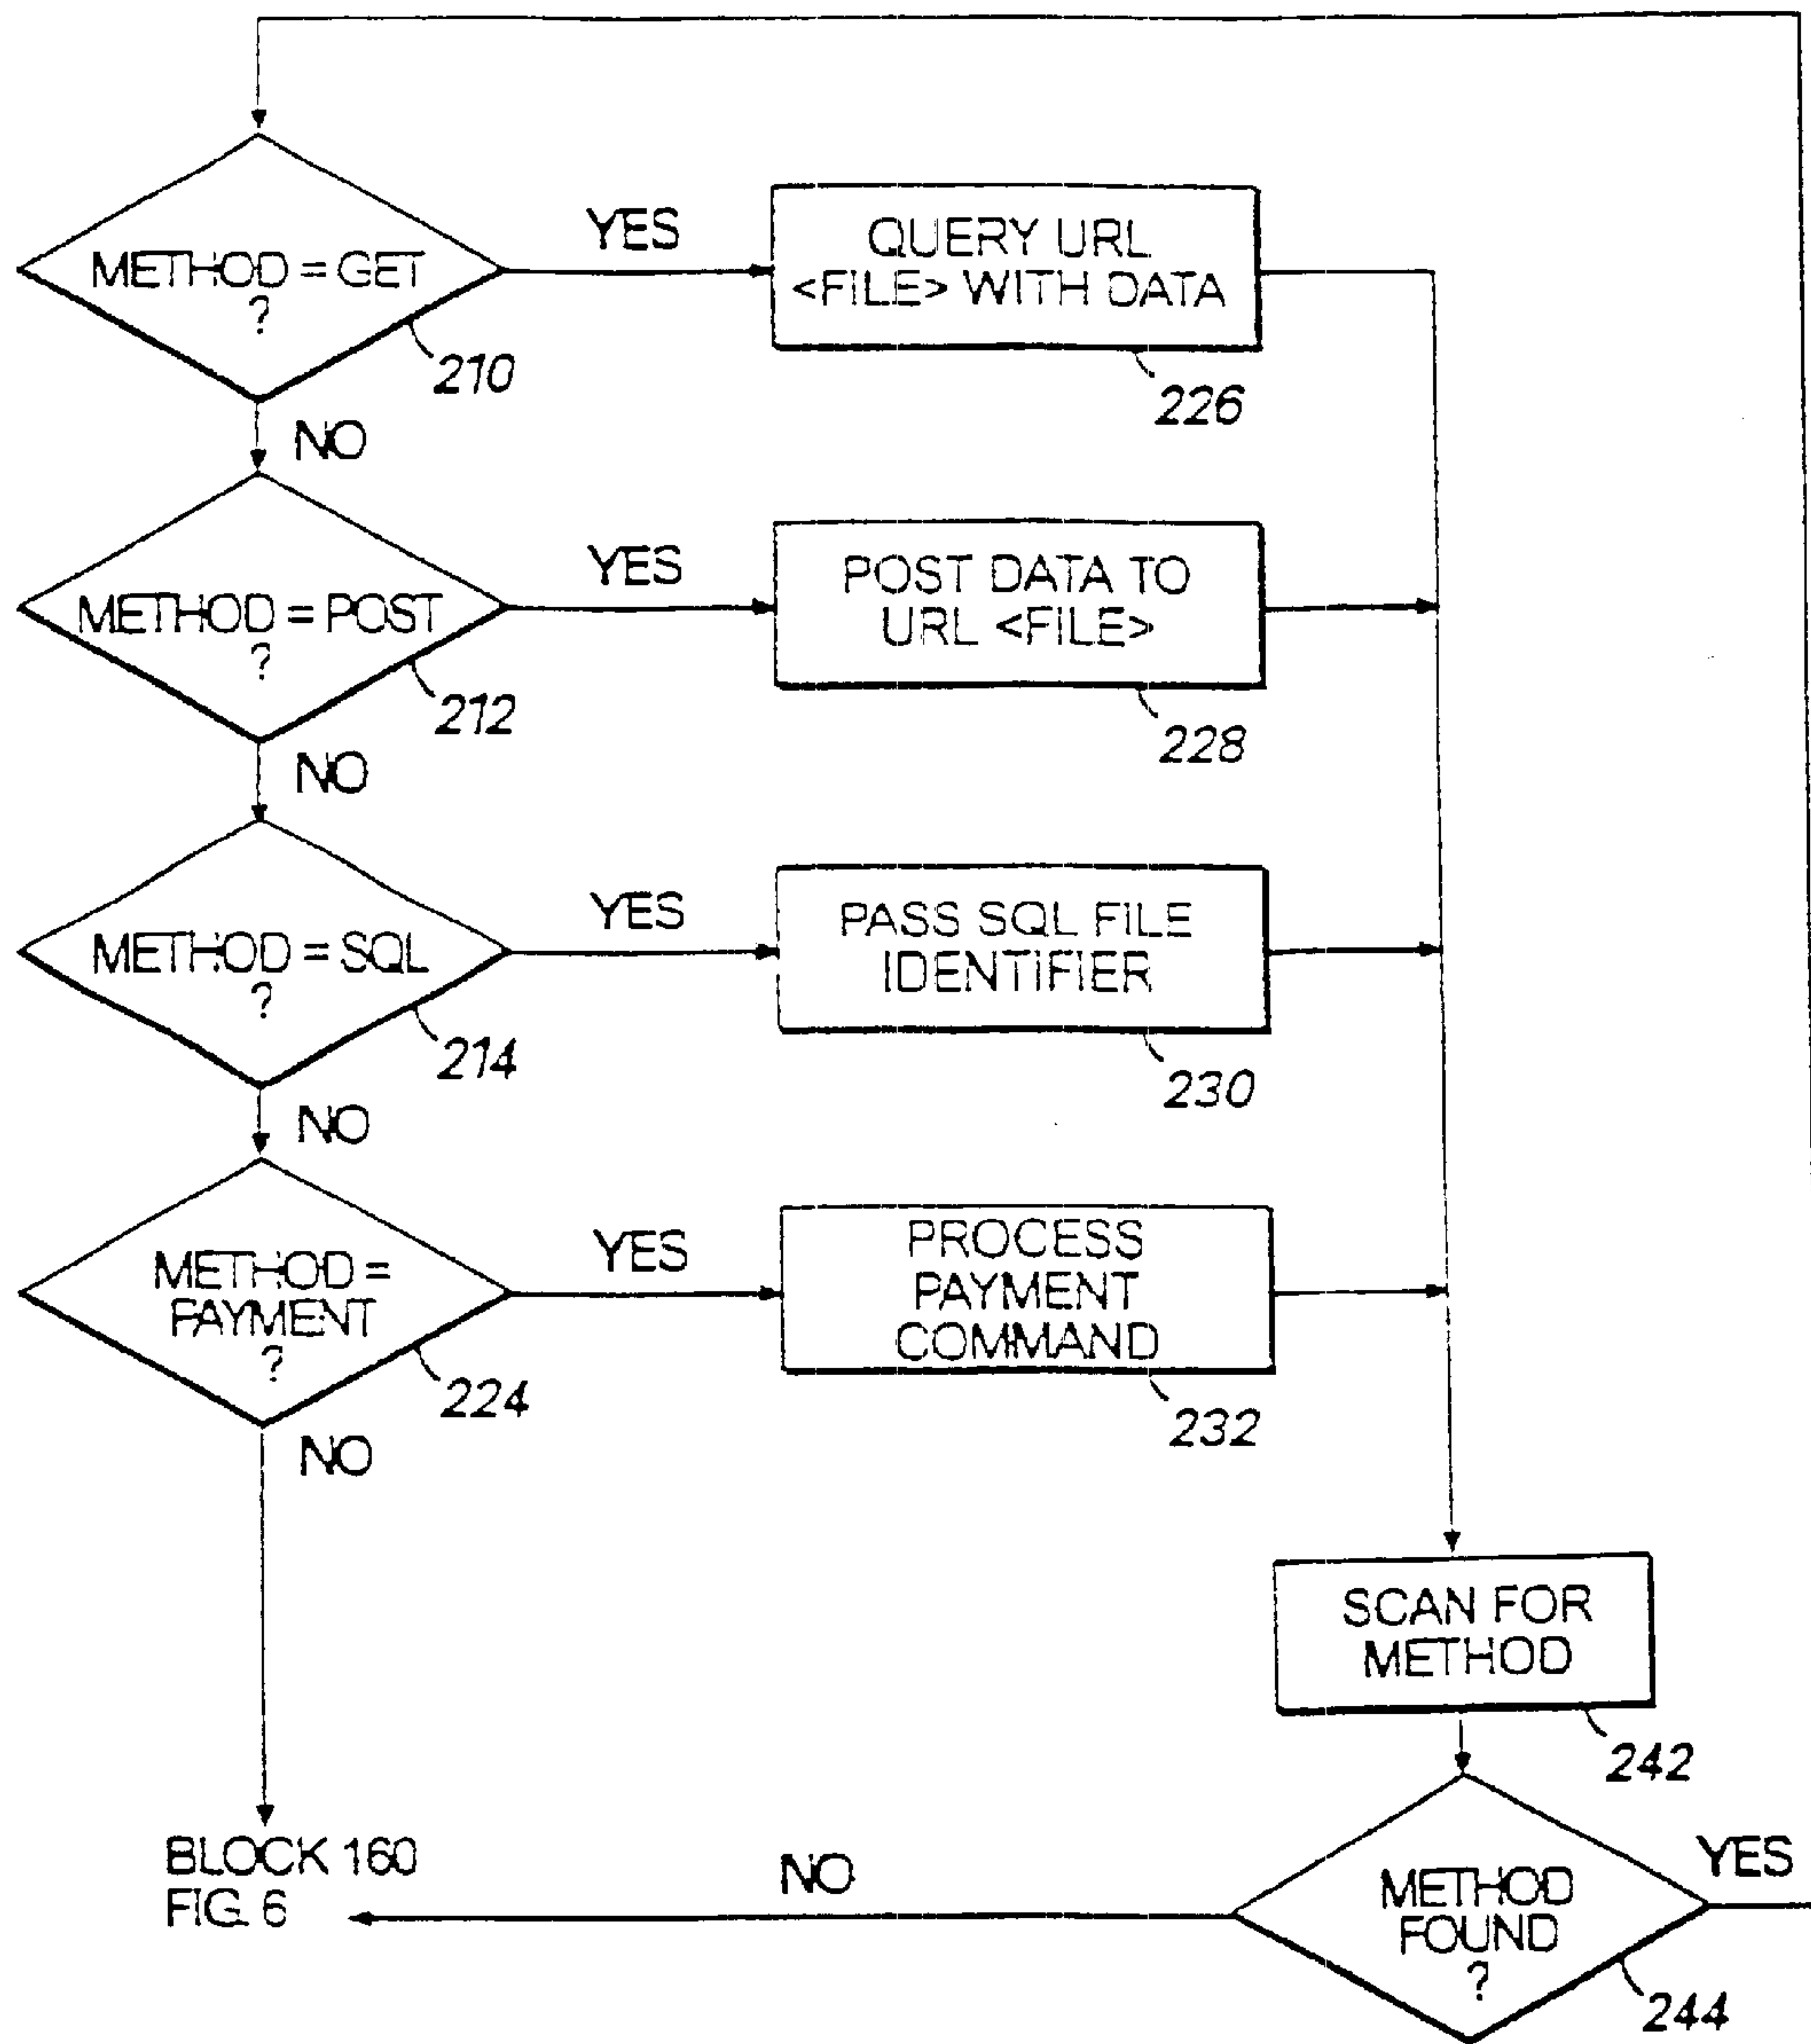 METHOD = GET
?
210
YES
QUERY URL
<FILE> WITH DATA
226
NO
METHOD = POST
?
212
YES
POST DATA TO
URL <FILE>
228
NO
METHOD = SQL
?
214
YES
PASS SQL FILE
IDENTIFIER
230
NO
METHOD =
PAYMENT
?
224
YES
PROCESS
PAYMENT
COMMAND
232
NO
SCAN FOR
METHOD
242
METHOD
FOUND
?
244
YES
NO
BLOCK 160
FIG. 6